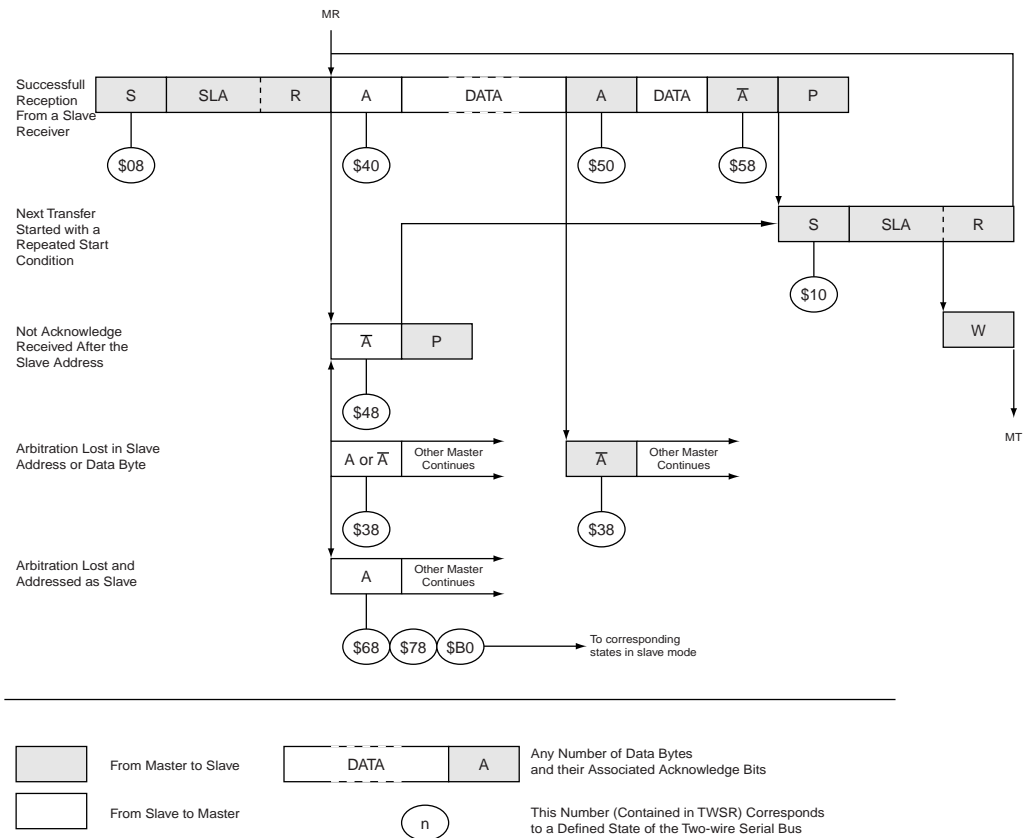 MR
Successfull
Reception
From a Slave
Receiver
S SLA R A DATA A DATA A̅ P
$08 $40 $50 $58
Next Transfer
Started with a
Repeated Start
Condition
S SLA R
$10
Not Acknowledge
Received After the
Slave Address
A̅ P
W
$48
MT
Arbitration Lost in Slave
Address or Data Byte
A or A̅ Other Master
Continues
A̅ Other Master
Continues
$38 $38
Arbitration Lost and
Addressed as Slave
A Other Master
Continues
$68 $78 $B0
To corresponding
states in slave mode
From Master to Slave
DATA A
Any Number of Data Bytes
and their Associated Acknowledge Bits
From Slave to Master
n
This Number (Contained in TWSR) Corresponds
to a Defined State of the Two-wire Serial Bus